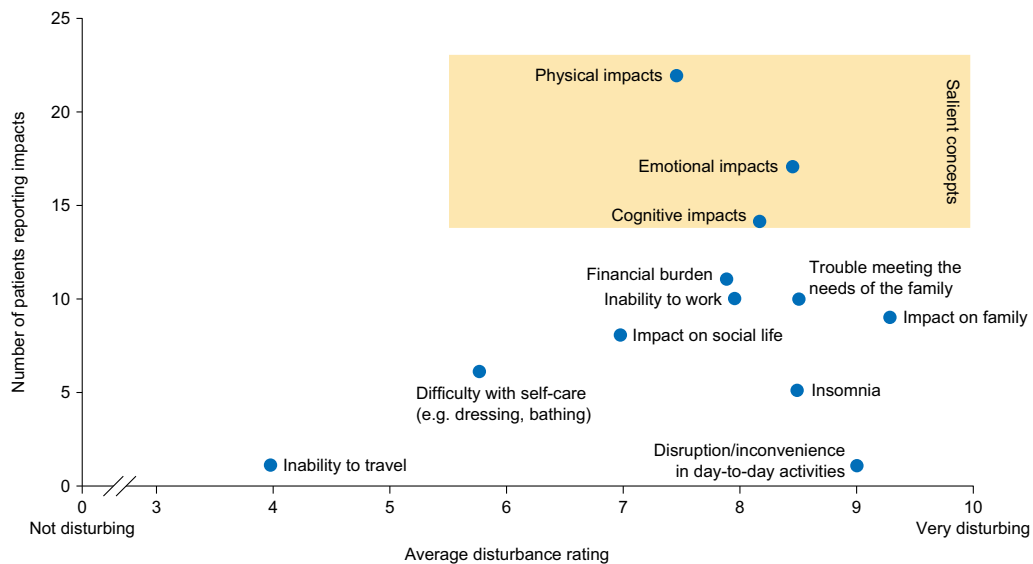 25
20
15
10
5
0
Number of patients reporting impacts
Physical impacts
Emotional impacts
Cognitive impacts
Salient concepts
Financial burden
Inability to work
Trouble meeting the
needs of the family
Impact on family
Impact on social life
Difficulty with self-care
(e.g. dressing, bathing)
Insomnia
Inability to travel
Disruption/inconvenience
in day-to-day activities
0 3 4 5 6 7 8 9 10
Not disturbing
Very disturbing
Average disturbance rating